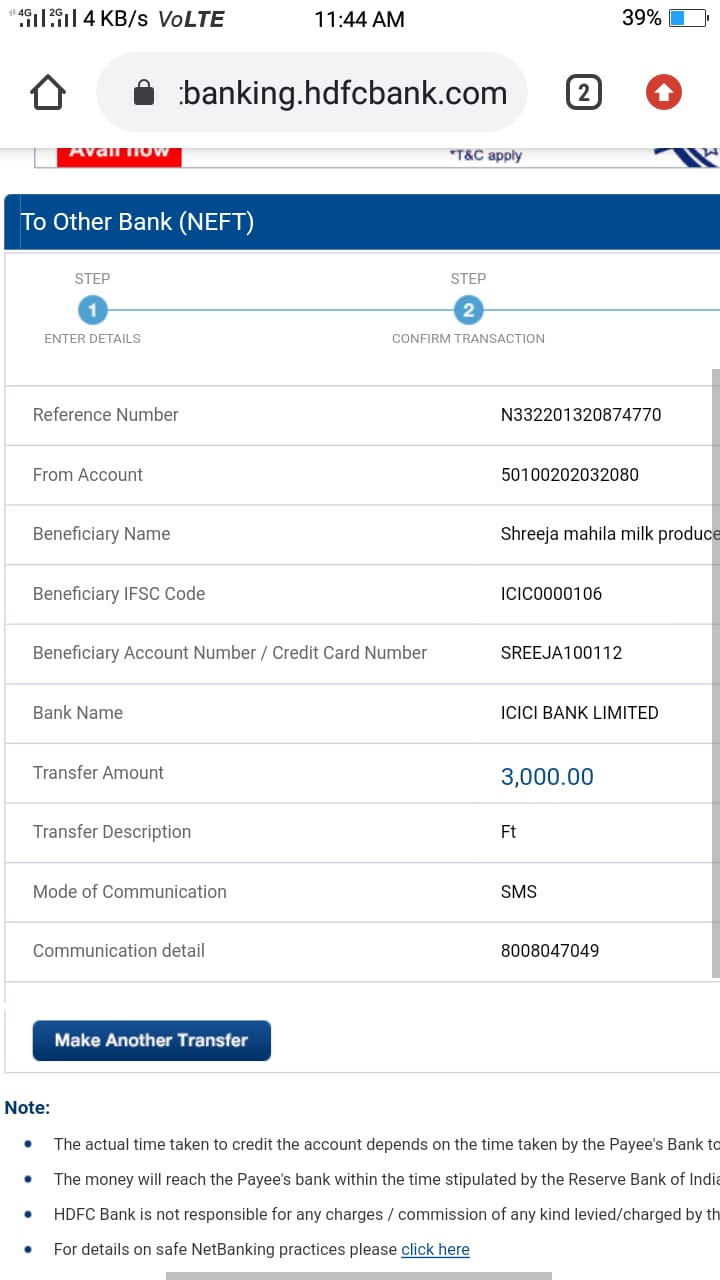 4G 2G 4 KB/s VoLTE 11:44 AM 39%
:banking.hdfcbank.com 2
Avail now *T&C apply
To Other Bank (NEFT)
STEP STEP
1 2
ENTER DETAILS CONFIRM TRANSACTION
Reference Number N332201320874770
From Account 50100202032080
Beneficiary Name Shreeja mahila milk produce
Beneficiary IFSC Code ICIC0000106
Beneficiary Account Number / Credit Card Number SREEJA100112
Bank Name ICICI BANK LIMITED
Transfer Amount 3,000.00
Transfer Description Ft
Mode of Communication SMS
Communication detail 8008047049
Make Another Transfer
Note:
The actual time taken to credit the account depends on the time taken by the Payee's Bank to
The money will reach the Payee's bank within the time stipulated by the Reserve Bank of India
HDFC Bank is not responsible for any charges / commission of any kind levied/charged by th
For details on safe NetBanking practices please click here